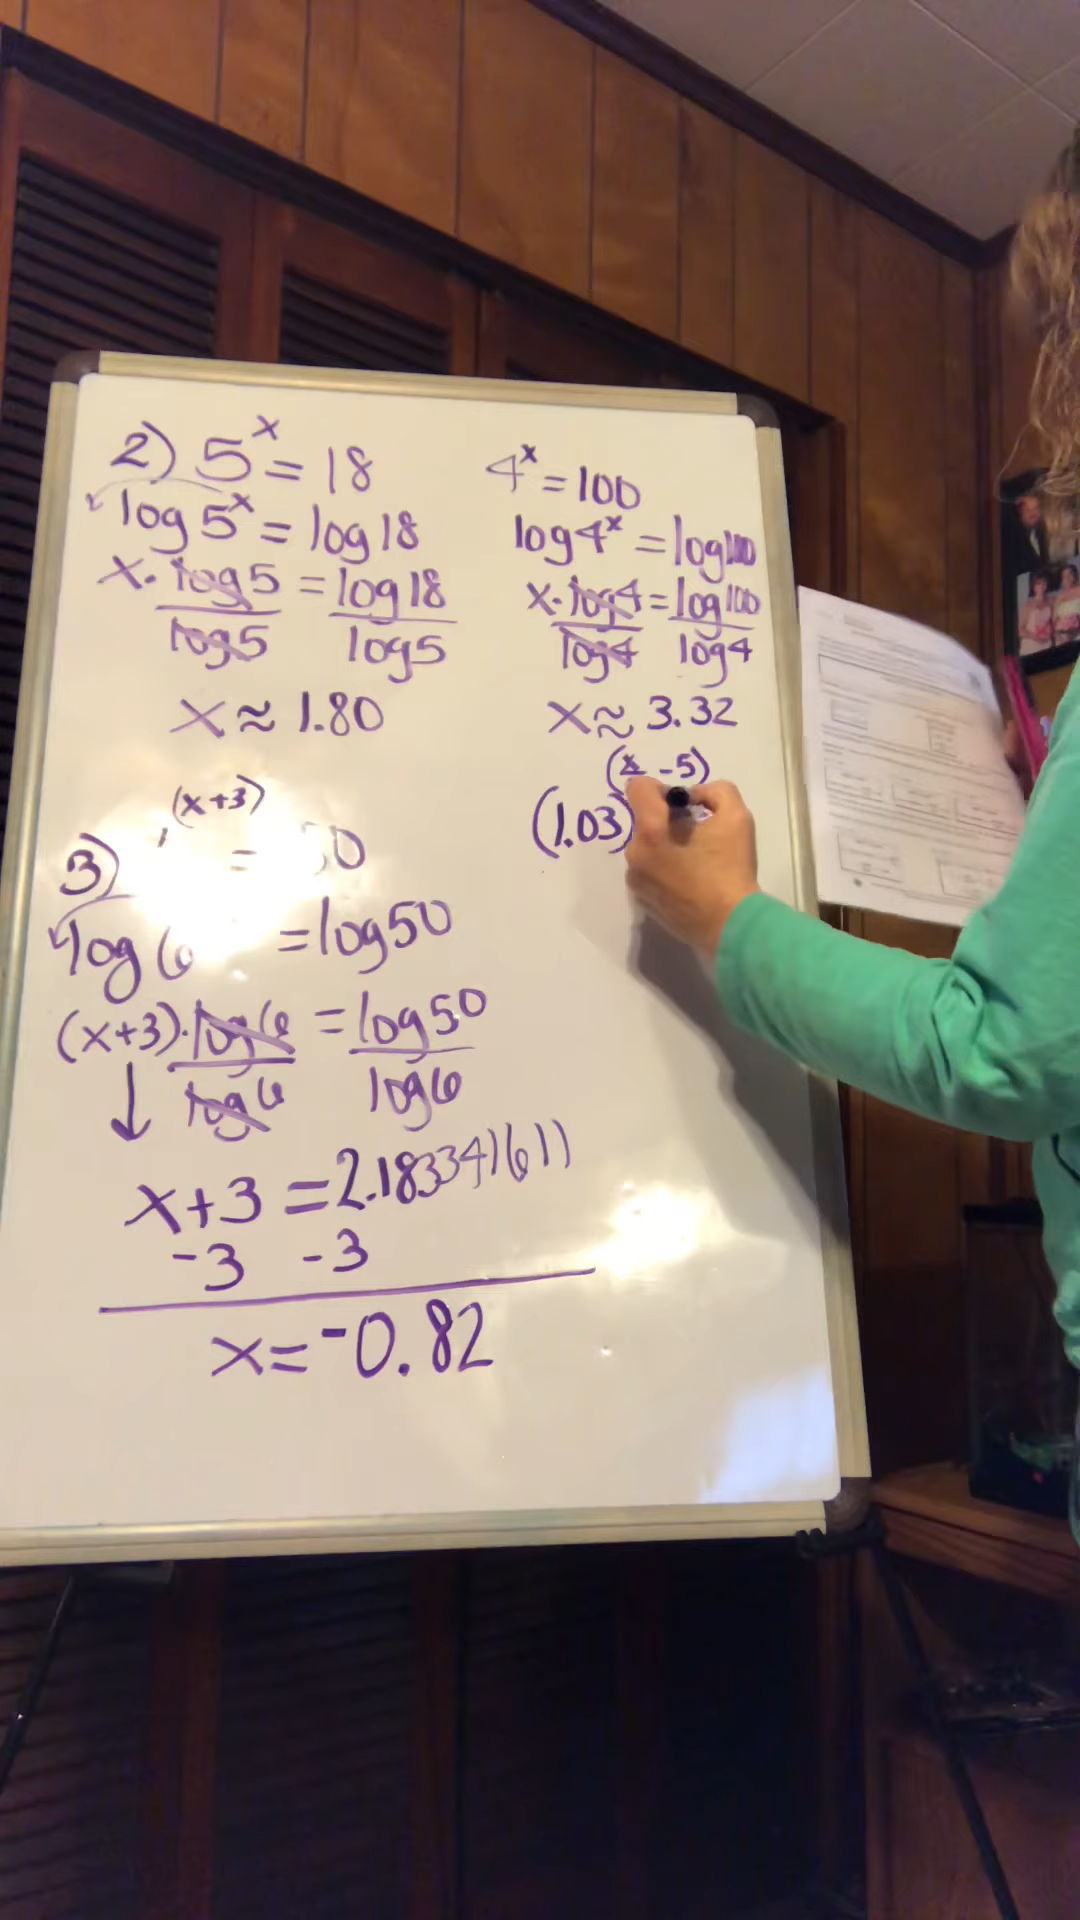 2) 5^x = 18
log 5^x = log 18
x · log 5 = log 18
log 5 log 5
x ≈ 1.80
4^x = 100
log 4^x = log 100
x · log 4 = log 100
log 4 log 4
x ≈ 3.32
(x+3)
3) = 0
log 6 = log 50
(x+3) · log 6 = log 50
log 6 log 6
x+3 = 2.183341611
-3 -3
x = -0.82
(x-5)
(1.03)